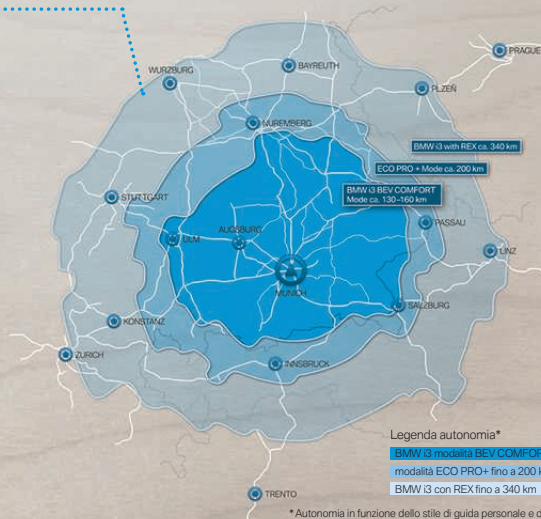 PRAGUE
BAYREUTH
WURZBURG
PLZEŇ
NUREMBERG
BMW i3 with REX ca. 340 km
ECO PRO + Mode ca. 200 km
BMW i3 BEV COMFORT
Mode ca. 130–160 km
STUTTGART
PASSAU
AUGSBURG
ULM
LINZ
MUNICH
SALZBURG
KONSTANZ
ZURICH
INNSBRUCK
TRENTO
Legenda autonomia*
BMW i3 modalità BEV COMFOR
modalità ECO PRO+ fino a 200 k
BMW i3 con REX fino a 340 km
* Autonomia in funzione dello stile di guida personale e d